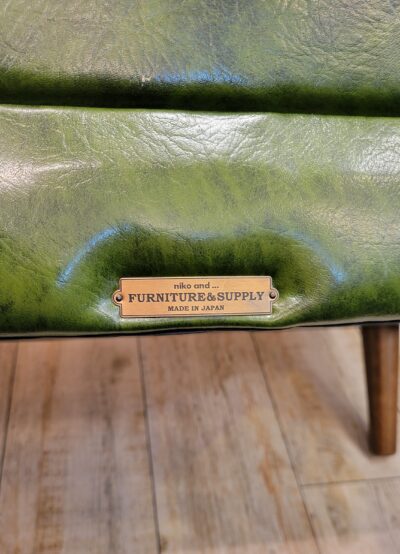 niko and ...
FURNITURE&SUPPLY
MADE IN JAPAN